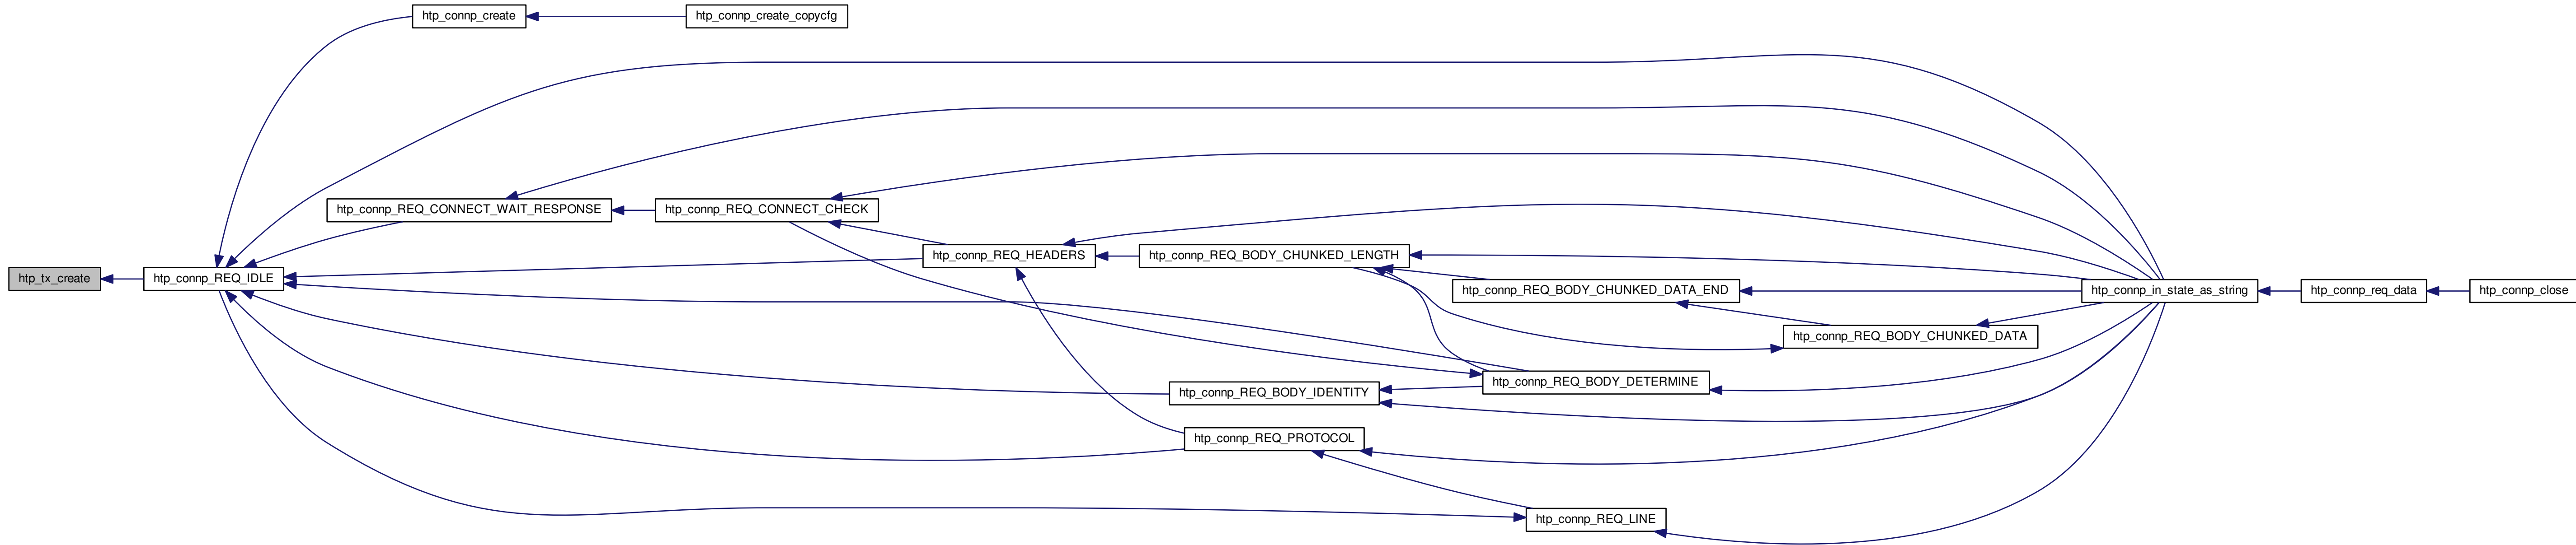 htp_connp_create
htp_connp_create_copycfg
htp_connp_REQ_CONNECT_WAIT_RESPONSE
htp_connp_REQ_CONNECT_CHECK
htp_connp_REQ_HEADERS
htp_connp_REQ_BODY_CHUNKED_LENGTH
htp_tx_create
htp_connp_REQ_IDLE
htp_connp_REQ_BODY_CHUNKED_DATA_END
htp_connp_in_state_as_string
htp_connp_req_data
htp_connp_close
htp_connp_REQ_BODY_CHUNKED_DATA
htp_connp_REQ_BODY_DETERMINE
htp_connp_REQ_BODY_IDENTITY
htp_connp_REQ_PROTOCOL
htp_connp_REQ_LINE